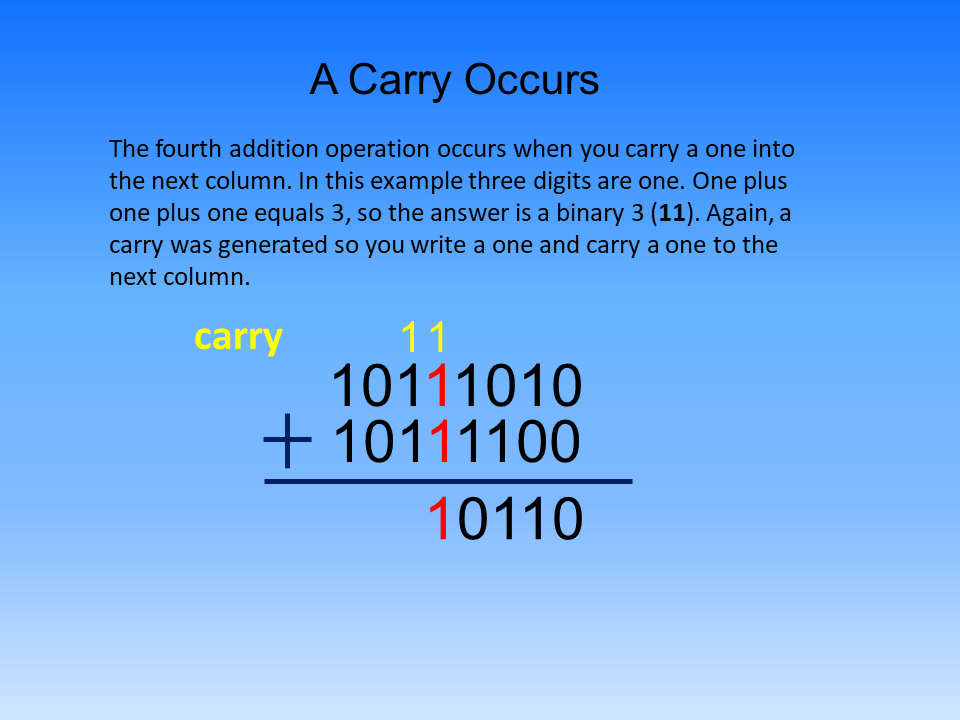 A Carry Occurs
The fourth addition operation occurs when you carry a one into
the next column. In this example three digits are one. One plus
one plus one equals 3, so the answer is a binary 3 (11). Again, a
carry was generated so you write a one and carry a one to the
next column.
carry 11
10111010
+ 10111100
10110